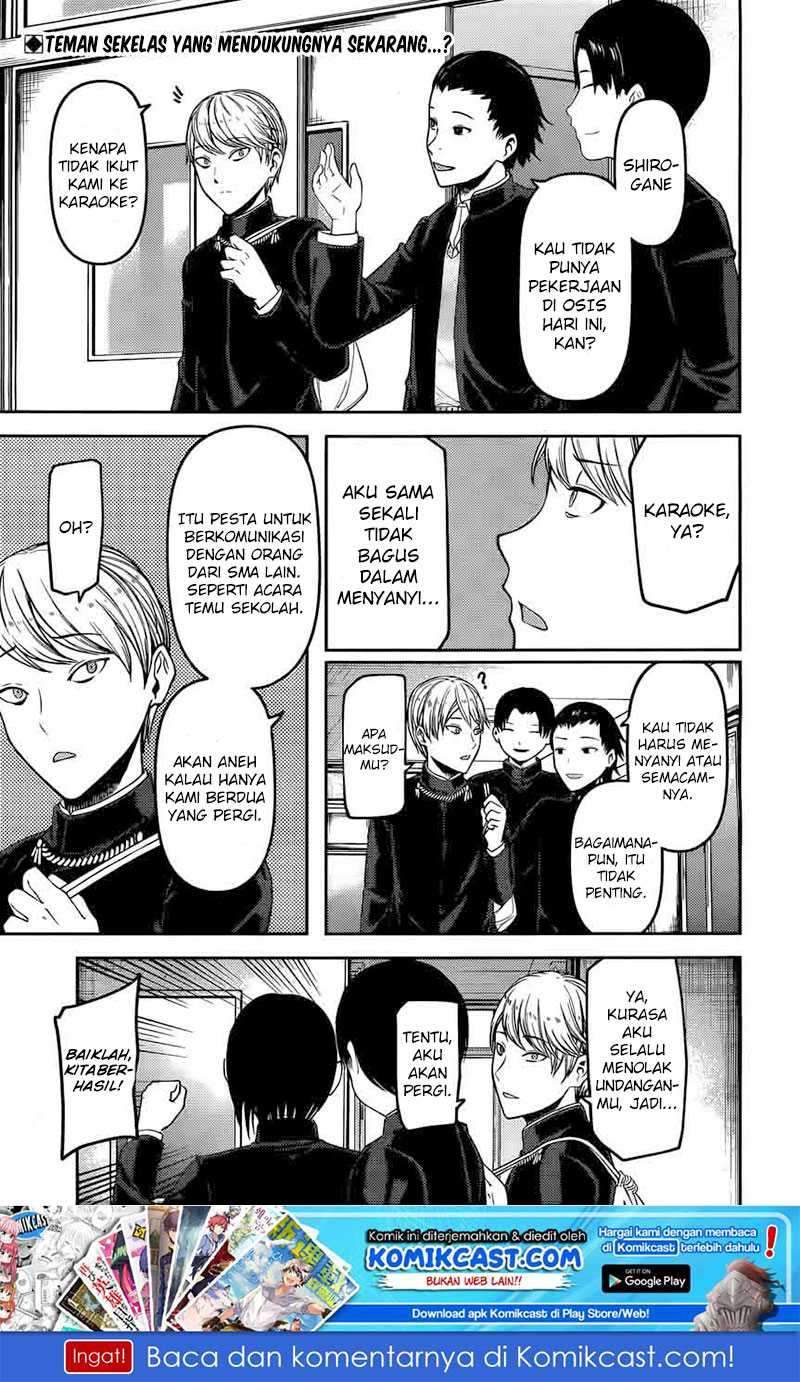 TEMAN SEKELAS YANG MENDUKUNGNYA SEKARANG...?
SHIRO-
GANE
KAU TIDAK
PUNYA
PEKERJAAN
DI OSIS
HARI INI,
KAN?
KENAPA
TIDAK IKUT
KAMI KE
KARAOKE?
KARAOKE,
YA?
AKU SAMA
SEKALI
TIDAK
BAGUS
DALAM
MENYANYI...
KAU TIDAK
HARUS ME-
NYANYI ATAU
SEMACAM-
NYA.
BAGAIMANA-
PUN, ITU
TIDAK
PENTING.
?
APA
MAKSUD-
MU?
ITU PESTA UNTUK
BERKOMUNIKASI
DENGAN ORANG
DARI SMA LAIN.
SEPERTI ACARA
TEMU SEKOLAH.
AKAN ANEH
KALAU HANYA
KAMI BERDUA
YANG PERGI.
OH?
YA,
KURASA
AKU
SELALU
MENOLAK
UNDANGAN-
MU, JADI...
TENTU,
AKU
AKAN
PERGI.
BAIKLAH,
KITABER-
HASIL!
Komik ini diterjemahkan & diedit oleh
KOMIKCAST.COM
BUKAN WEB LAIN!!
Hargai kami dengan membaca
di Komikcast terlebih dahulu !
GET IT ON
Google Play
Download apk Komikcast di Play Store/Web!
Ingat! Baca dan komentarnya di Komikcast.com!